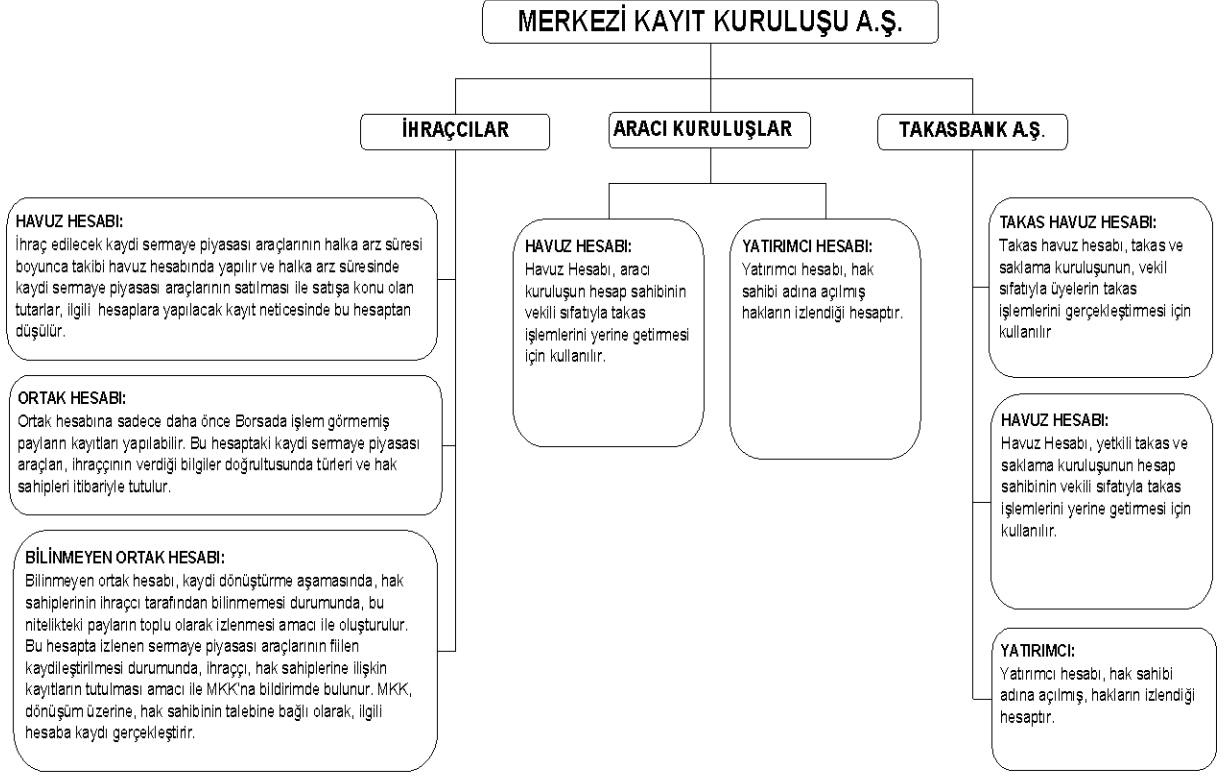 MERKEZİ KAYIT KURULUŞU A.Ş.
İHRAÇCILAR
ARACI KURULUŞLAR
TAKASBANK A.Ş.
HAVUZ HESABI:
İhraç edilecek kaydi sermaye piyasası araçlarının halka arz süresi
boyunca takibi havuz hesabında yapılır ve halka arz süresinde
kaydi sermaye piyasası araçlarının satılması ile satışa konu olan
tutarlar, ilgili hesaplara yapılacak kayıt neticesinde bu hesaptan
düşülür.
ORTAK HESABI:
Ortak hesabına sadece daha önce Borsada işlem görmemiş
payların kayıtları yapılabilir. Bu hesaptaki kaydi sermaye piyasası
araçları, ihraççının verdiği bilgiler doğrultusunda türleri ve hak
sahipleri itibariyle tutulur.
BİLİNMEYEN ORTAK HESABI:
Bilinmeyen ortak hesabı, kaydi dönüştürme aşamasında, hak
sahiplerinin ihraçcı tarafından bilinmemesi durumunda, bu
nitelikteki payların toplu olarak izlenmesi amacı ile oluşturulur.
Bu hesapta izlenen sermaye piyasası araçlarının fiilen
kaydileştirilmesi durumunda, ihraççı, hak sahiplerine ilişkin
kayıtların tutulması amacı ile MKK'na bildirimde bulunur. MKK,
dönüşüm üzerine, hak sahibinin talebine bağlı olarak, ilgili
hesaba kaydı gerçekleştirir.
HAVUZ HESABI:
Havuz Hesabı, aracı
kuruluşun hesap sahibinin
vekili sıfatıyla takas
işlemlerini yerine getirmesi
için kullanılır.
YATIRIMCI HESABI:
Yatırımcı hesabı, hak
sahibi adına açılmış
hakların izlendiği hesaptır.
TAKAS HAVUZ HESABI:
Takas havuz hesabı, takas ve
saklama kuruluşunun, vekil
sıfatıyla üyelerin takas
işlemlerini gerçekleştirmesi için
kullanılır
HAVUZ HESABI:
Havuz Hesabı, yetkili takas ve
saklama kuruluşunun hesap
sahibinin vekili sıfatıyla takas
işlemlerini yerine getirmesi için
kullanılır.
YATIRIMCI:
Yatırımcı hesabı, hak sahibi
adına açılmış, hakların izlendiği
hesaptır.